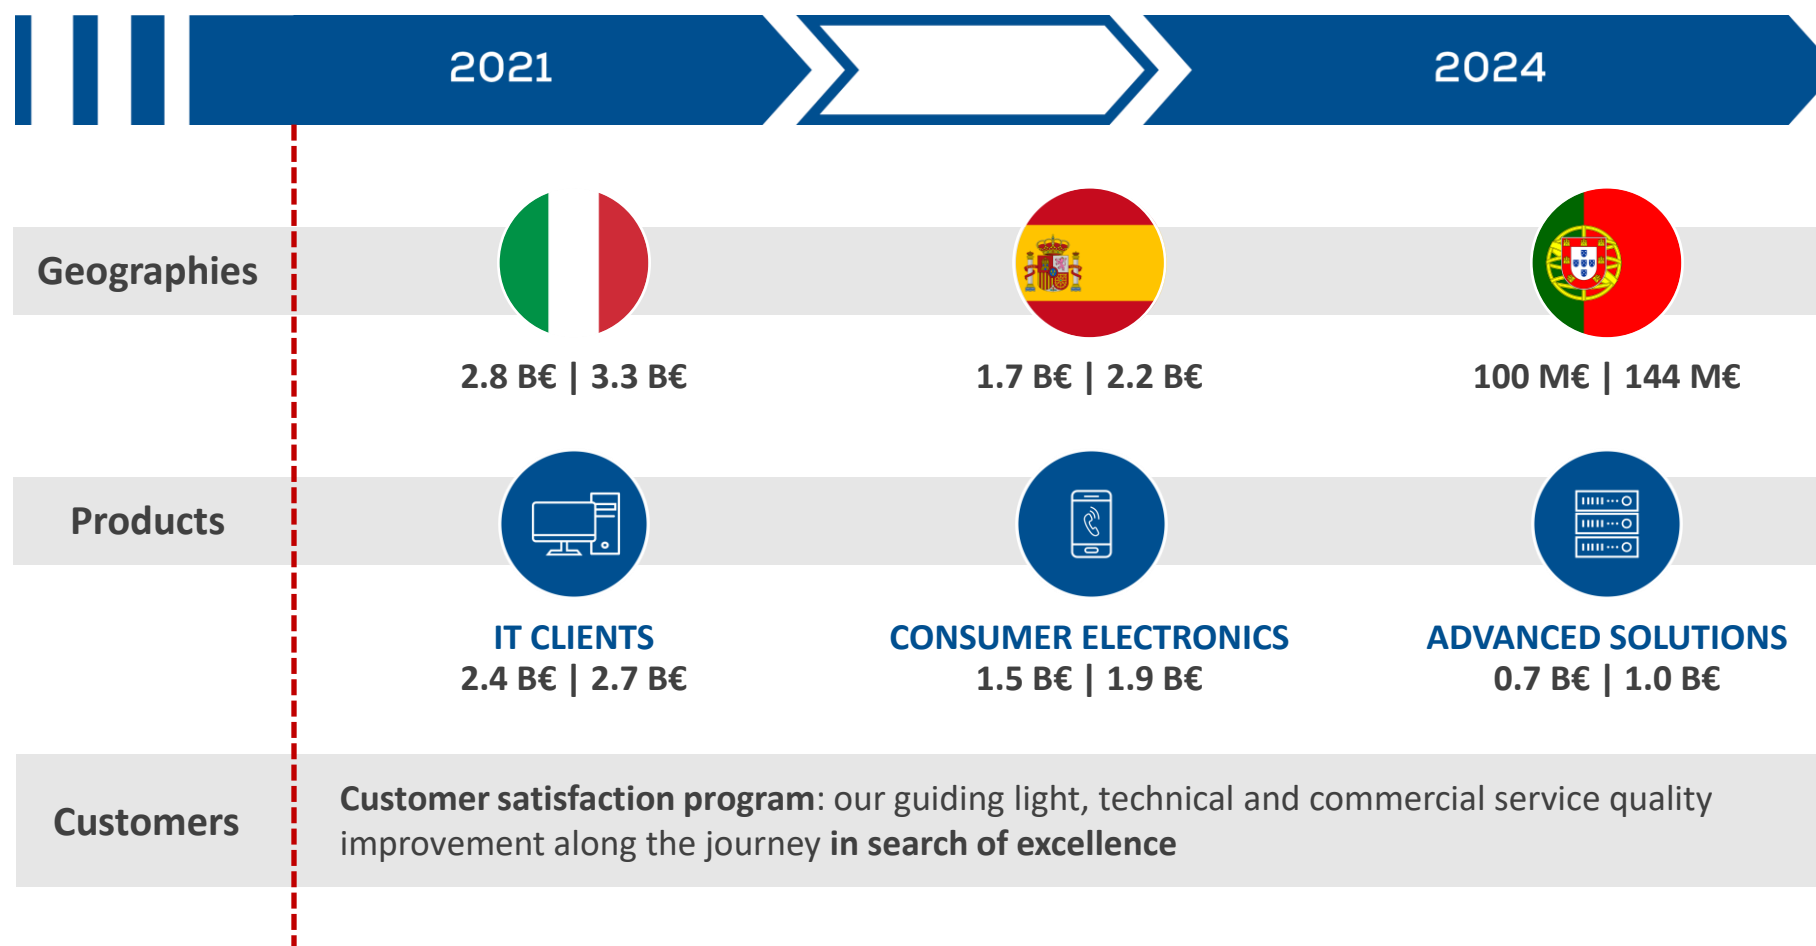 2021
2024
Geographies
2.8 B€ | 3.3 B€
1.7 B€ | 2.2 B€
100 M€ | 144 M€
Products
IT CLIENTS
2.4 B€ | 2.7 B€
CONSUMER ELECTRONICS
1.5 B€ | 1.9 B€
ADVANCED SOLUTIONS
0.7 B€ | 1.0 B€
Customers
Customer satisfaction program: our guiding light, technical and commercial service quality
improvement along the journey in search of excellence